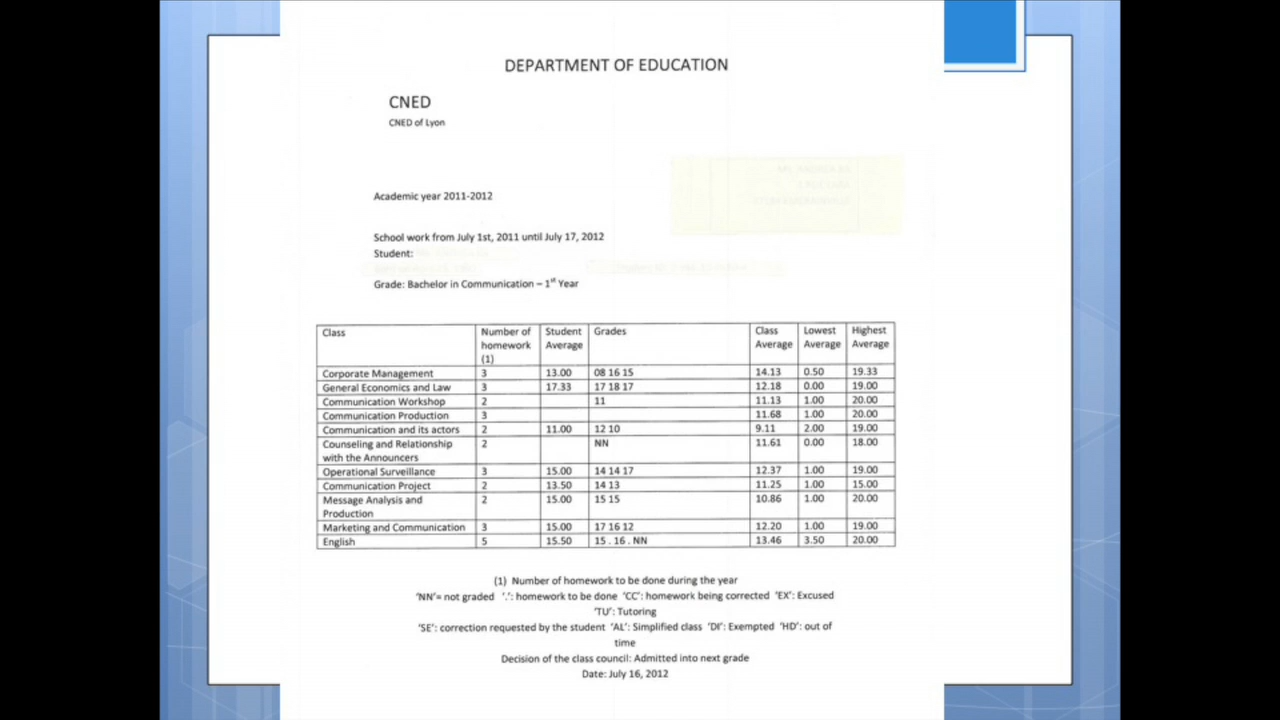 DEPARTMENT OF EDUCATION
CNED
CNED of Lyon
Academic year 2011-2012
School work from July 1st, 2011 until July 17, 2012
Student:
Grade: Bachelor in Communication – 1st Year
Class Number of homework (1) Student Average Grades Class Average Lowest Average Highest Average
Corporate Management 3 13.00 08 16 15 14.13 0.50 19.33
General Economics and Law 3 17.33 17 18 17 12.18 0.00 19.00
Communication Workshop 2 11 11.13 1.00 20.00
Communication Production 3 11.68 1.00 20.00
Communication and its actors 2 11.00 12 10 9.11 2.00 19.00
Counseling and Relationship with the Announcers 2 NN 11.61 0.00 18.00
Operational Surveillance 3 15.00 14 14 17 12.37 1.00 19.00
Communication Project 2 13.50 14 13 11.25 1.00 15.00
Message Analysis and Production 2 15.00 15 15 10.86 1.00 20.00
Marketing and Communication 3 15.00 17 16 12 12.20 1.00 19.00
English 5 15.50 15 . 16 . NN 13.46 3.50 20.00
(1) Number of homework to be done during the year
'NN'= not graded '.': homework to be done 'CC': homework being corrected 'EX': Excused
'TU': Tutoring
'SE': correction requested by the student 'AL': Simplified class 'DI': Exempted 'HD': out of
time
Decision of the class council: Admitted into next grade
Date: July 16, 2012